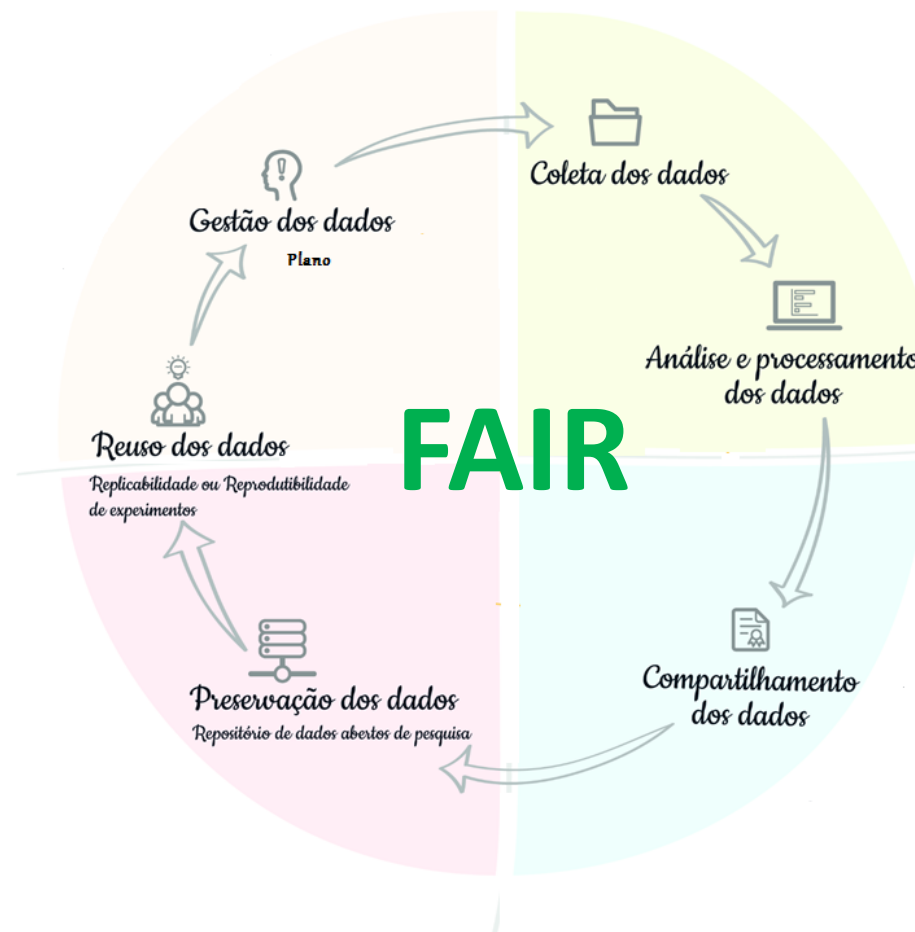 Coleta dos dados
Gestão dos dados
Plano
Análise e processamento
dos dados
FAIR
Reuso dos dados
Replicabilidade ou Reprodutibilidade
de experimentos
Compartilhamento
dos dados
Preservação dos dados
Repositório de dados abertos de pesquisa